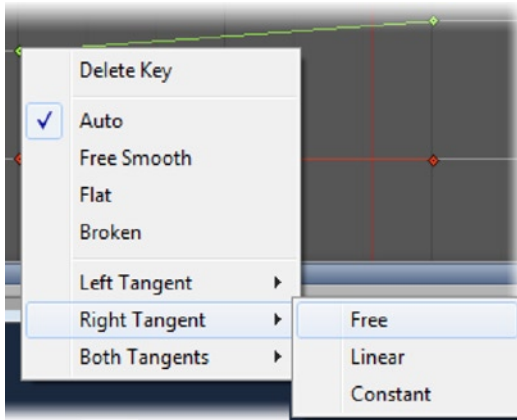 Delete Key
Auto
Free Smooth
Flat
Broken
Left Tangent
Right Tangent
Both Tangents
Free
Linear
Constant